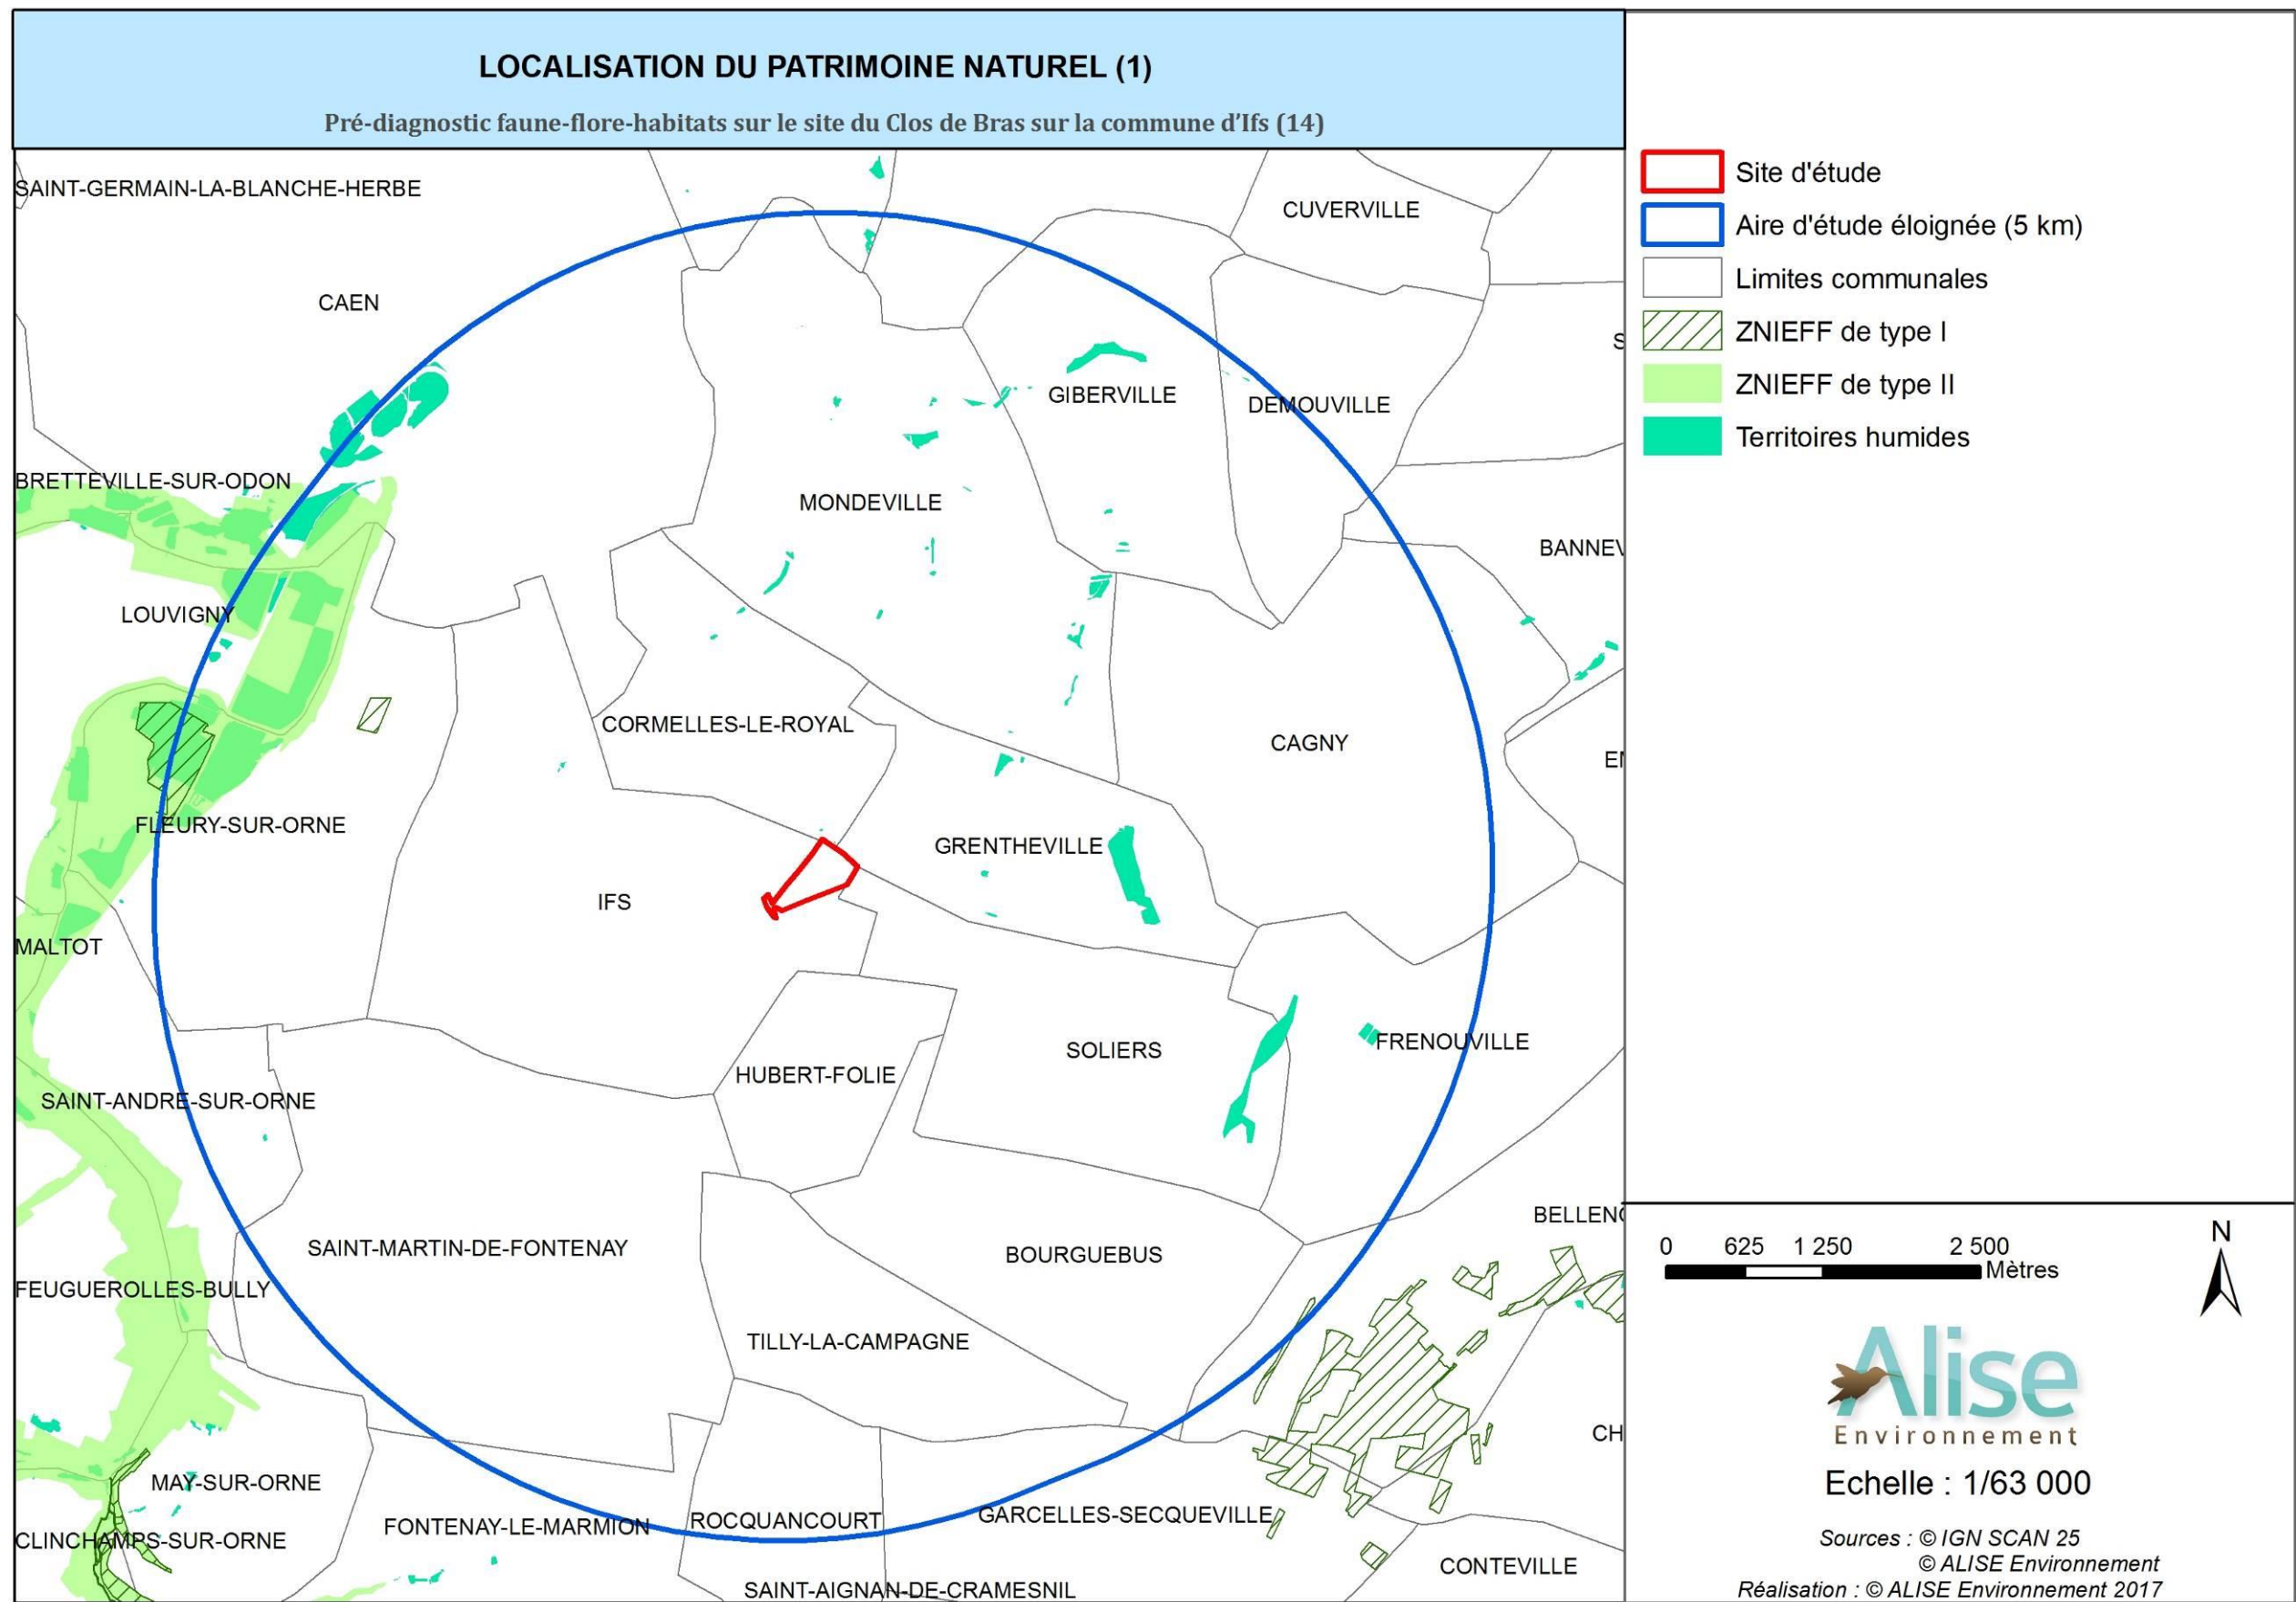 LOCALISATION DU PATRIMOINE NATUREL (1)
Pré-diagnostic faune-flore-habitats sur le site du Clos de Bras sur la commune d'Ifs (14)
SAINT-GERMAIN-LA-BLANCHE-HERBE
CUVERVILLE
CAEN
S
GIBERVILLE
DEMOUVILLE
BRETTEVILLE-SUR-ODON
MONDEVILLE
BANNEV
LOUVIGNY
CORMELLES-LE-ROYAL
CAGNY
EN
FLEURY-SUR-ORNE
GRENTHEVILLE
IFS
MALTOT
FRENOUVILLE
SOLIERS
HUBERT-FOLIE
SAINT-ANDRE-SUR-ORNE
BELLENG
SAINT-MARTIN-DE-FONTENAY
BOURGUEBUS
FEUGUEROLLES-BULLY
TILLY-LA-CAMPAGNE
CH
MAY-SUR-ORNE
GARCELLES-SECQUEVILLE
ROCQUANCOURT
FONTENAY-LE-MARMION
CLINCHAMPS-SUR-ORNE
CONTEVILLE
SAINT-AIGNAN-DE-CRAMESNIL
Site d'étude
Aire d'étude éloignée (5 km)
Limites communales
ZNIEFF de type I
ZNIEFF de type II
Territoires humides
0 625 1 250 2 500
Mètres
N
Alise
Environnement
Echelle : 1/63 000
Sources : © IGN SCAN 25
© ALISE Environnement
Réalisation : © ALISE Environnement 2017